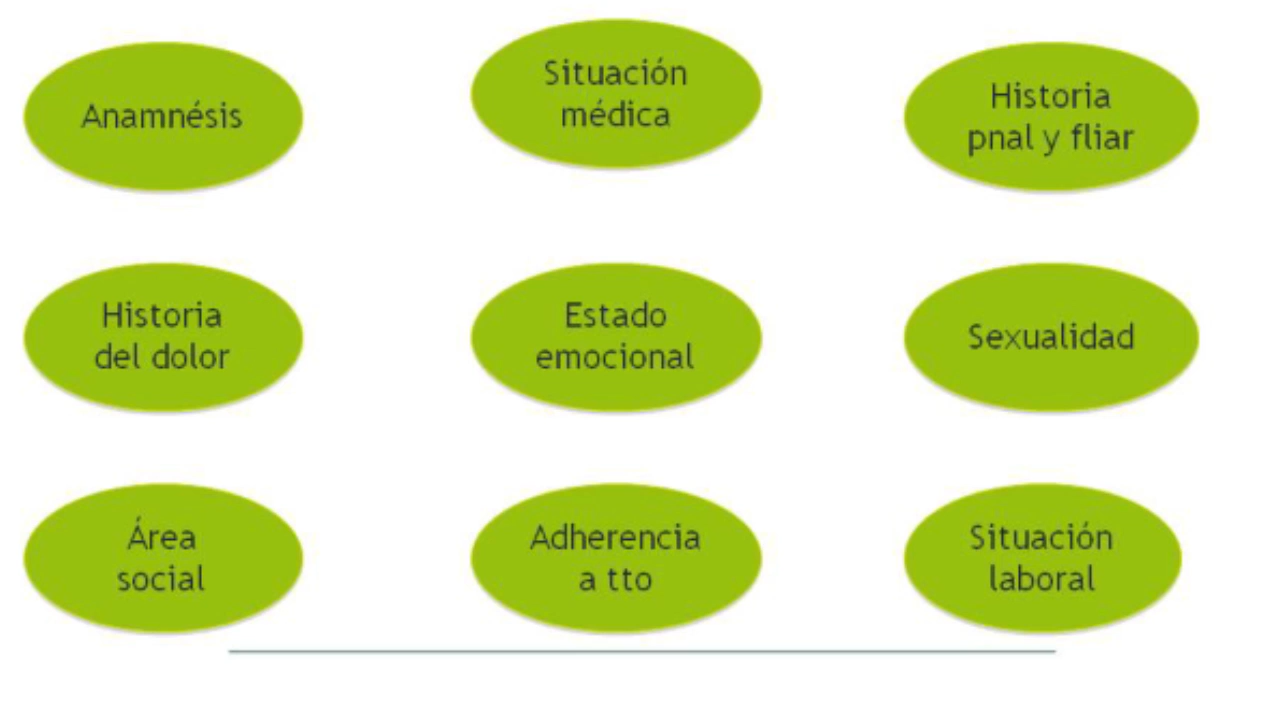 Anamnésis
Situación
médica
Historia
pnal y fliar
Historia
del dolor
Estado
emocional
Sexualidad
Área
social
Adherencia
a tto
Situación
laboral